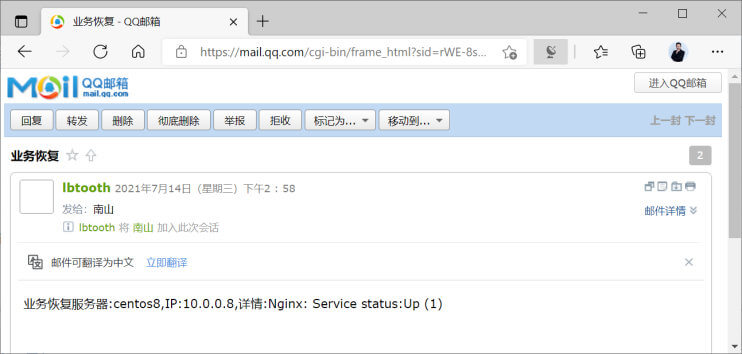 业务恢复 - QQ邮箱
https://mail.qq.com/cgi-bin/frame_html?sid=rWE-8s...
Mail QQ邮箱
mail.qq.com
进入QQ邮箱
回复 转发 删除 彻底删除 举报 拒收 标记为... 移动到... 上一封 下一封
业务恢复 2
lbtooth 2021年7月14日（星期三）下午2：58
发给：南山 邮件详情
lbtooth 将 南山 加入此次会话
邮件可翻译为中文 立即翻译
业务恢复服务器:centos8,IP:10.0.0.8,详情:Nginx: Service status:Up (1)